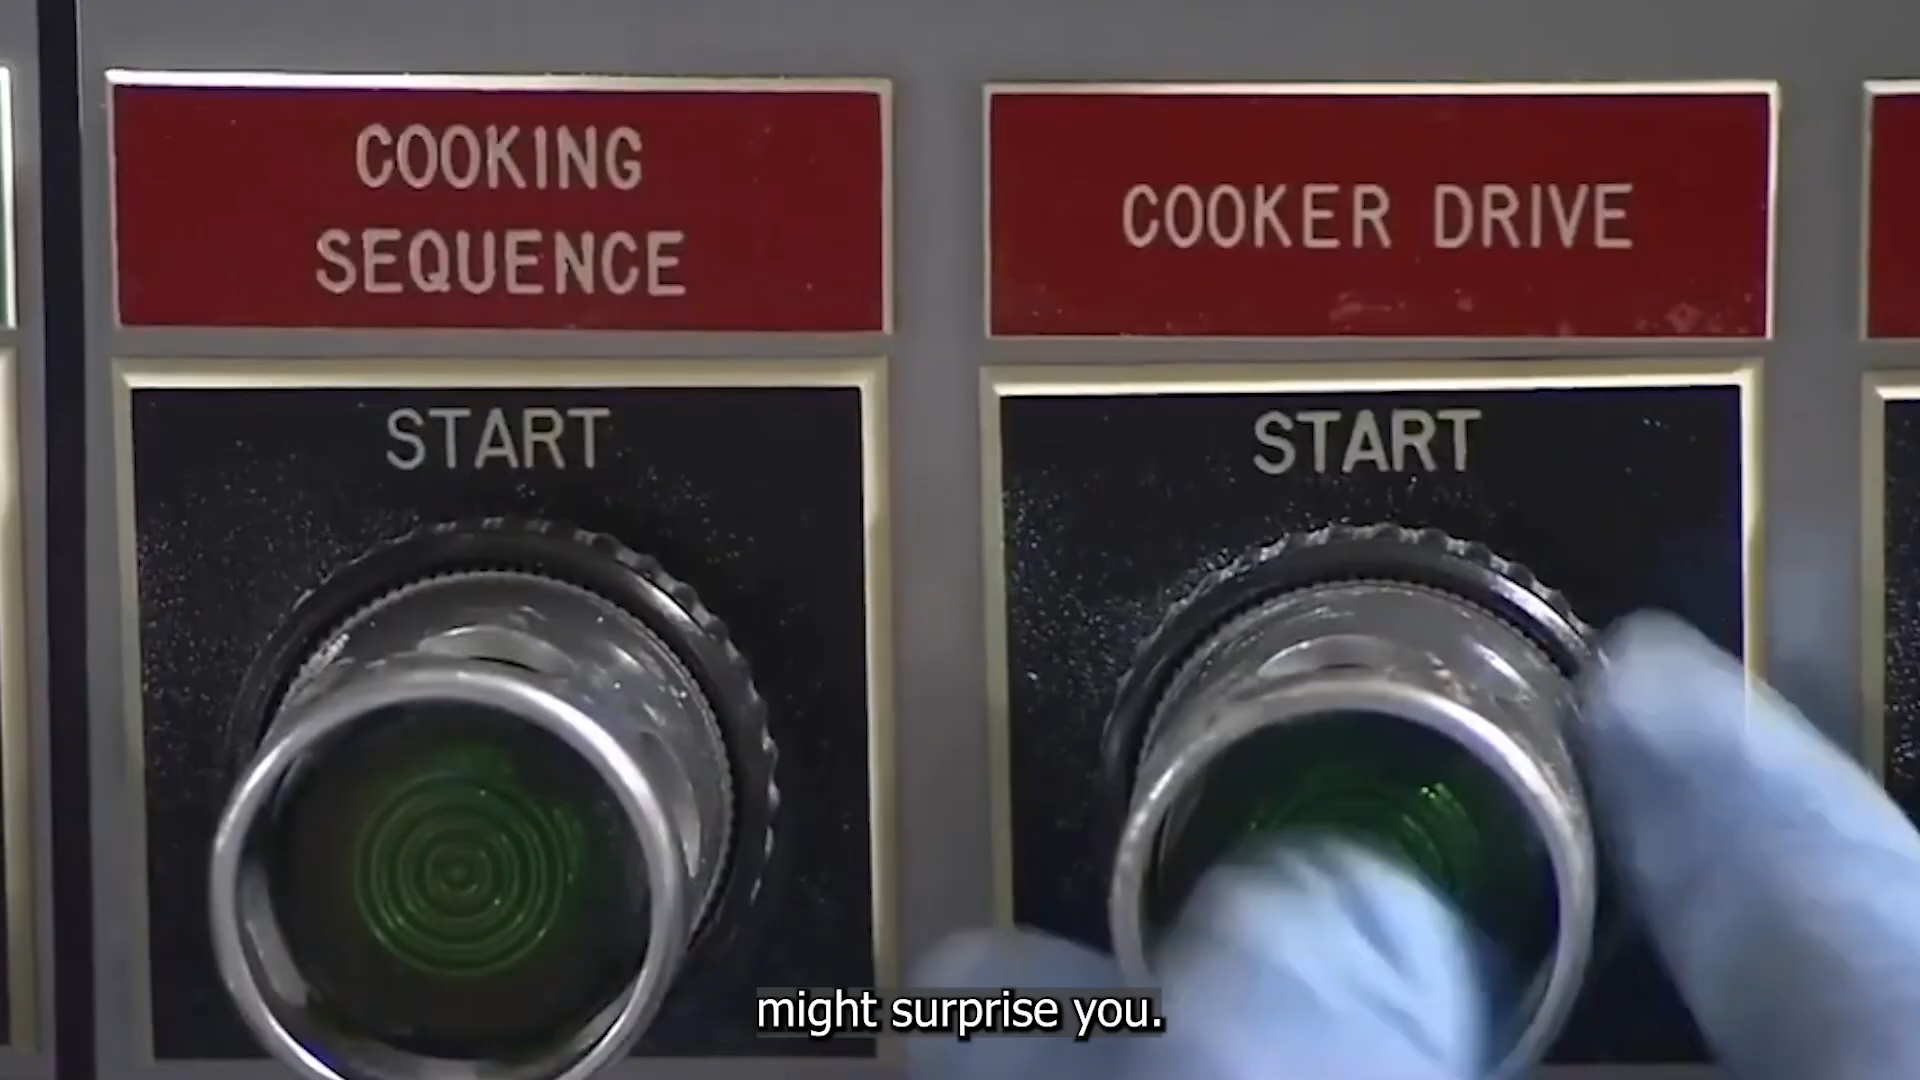 COOKING
SEQUENCE
COOKER DRIVE
START
START
might surprise you.